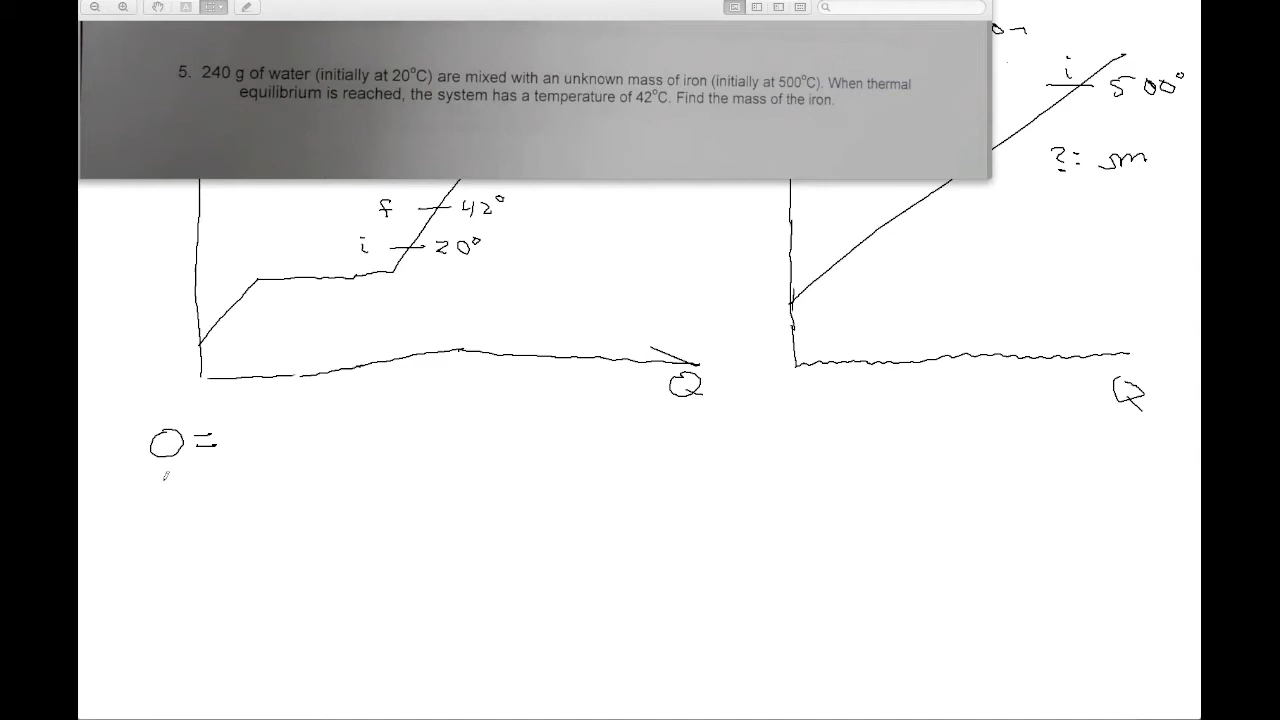 5. 240 g of water (initially at 20°C) are mixed with an unknown mass of iron (initially at 500°C). When thermal
equilibrium is reached, the system has a temperature of 42°C. Find the mass of the iron.
i
500°
?: m
f 42°
i 20°
Q
Q
0 =